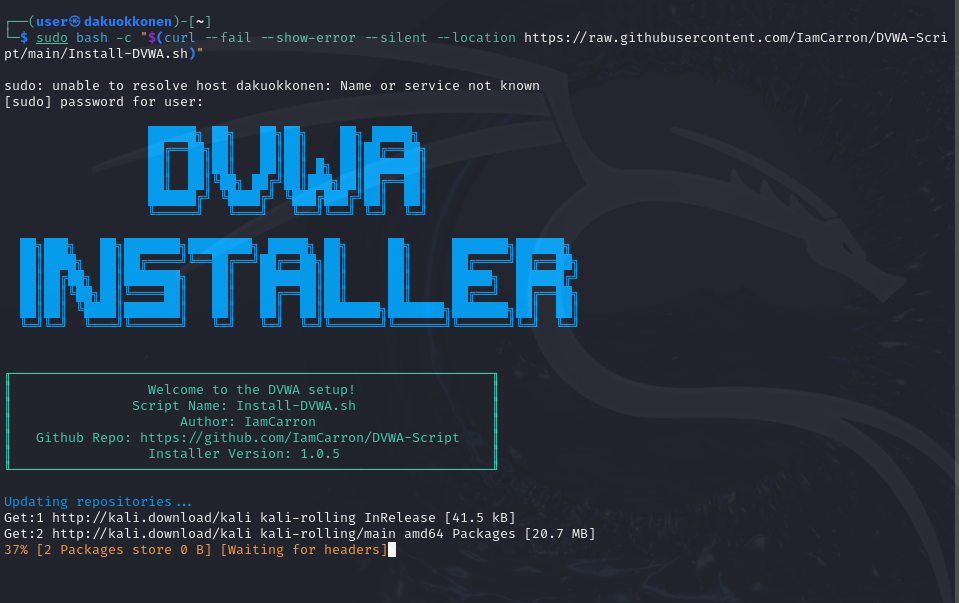 ┌──(user㉿dakuokkonen)-[~]
└─$ sudo bash -c "$(curl --fail --show-error --silent --location https://raw.githubusercontent.com/IamCarron/DVWA-Scri
pt/main/Install-DVWA.sh)"
sudo: unable to resolve host dakuokkonen: Name or service not known
[sudo] password for user:
DVWA
INSTALLER
Welcome to the DVWA setup!
Script Name: Install-DVWA.sh
Author: IamCarron
Github Repo: https://github.com/IamCarron/DVWA-Script
Installer Version: 1.0.5
Updating repositories...
Get:1 http://kali.download/kali kali-rolling InRelease [41.5 kB]
Get:2 http://kali.download/kali kali-rolling/main amd64 Packages [20.7 MB]
37% [2 Packages store 0 B] [Waiting for headers]